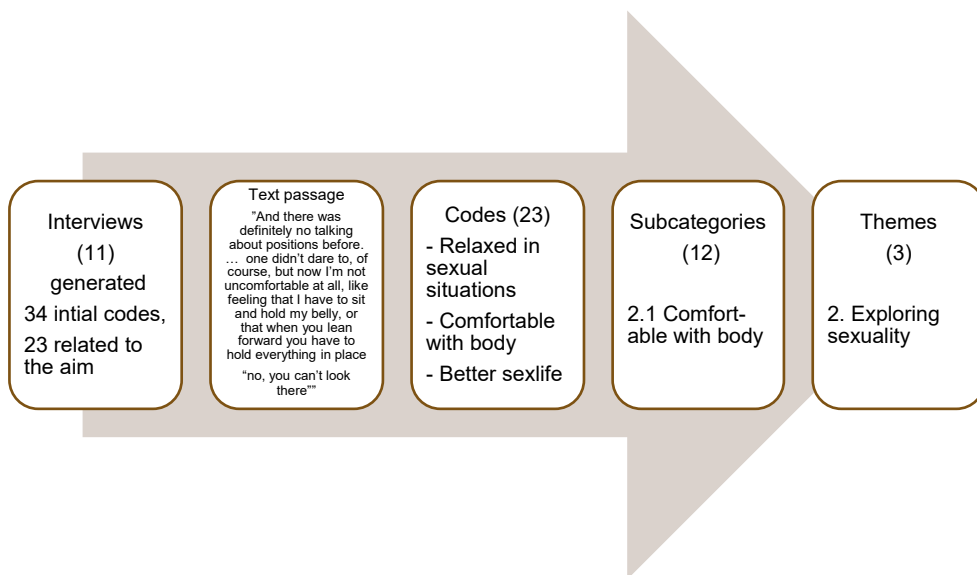 Interviews
(11)
generated
34 intial codes,
23 related to
the aim
Text passage
”And there was
definitely no talking
about positions before.
… one didn’t dare to, of
course, but now I’m not
uncomfortable at all, like
feeling that I have to sit
and hold my belly, or
that when you lean
forward you have to
hold everything in place
“no, you can’t look
there””
Codes (23)
- Relaxed in
sexual
situations
- Comfortable
with body
- Better sexlife
Subcategories
(12)
2.1 Comfort-
able with body
Themes
(3)
2. Exploring
sexuality